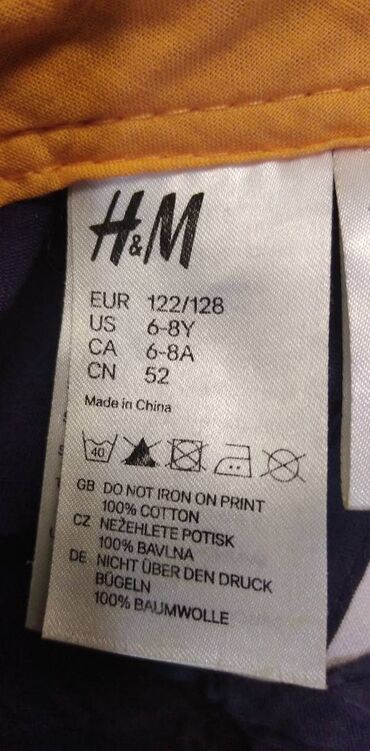 H&M
EUR 122/128
US 6-8Y
CA 6-8A
CN 52
Made in China
40
GB DO NOT IRON ON PRINT
100% COTTON
CZ NEŽEHLETE POTISK
100% BAVLNA
DE NICHT ÜBER DEN DRUCK
BÜGELN
100% BAUMWOLLE